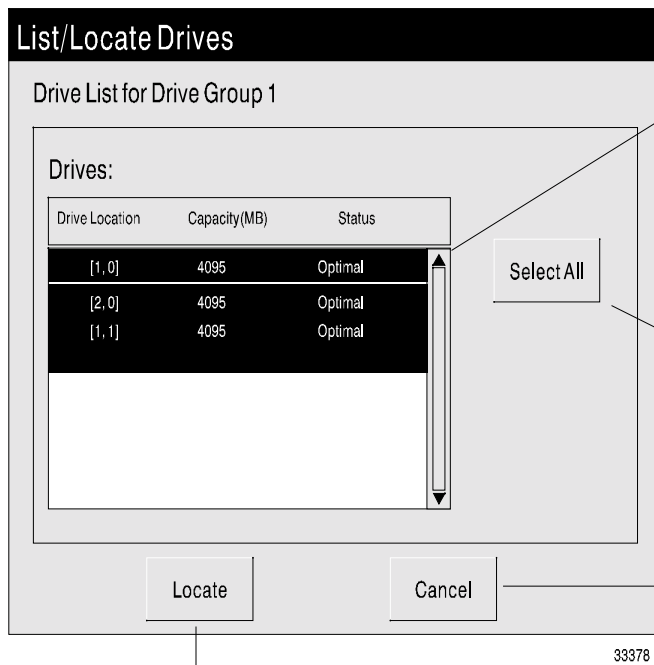 List/Locate Drives
Drive List for Drive Group 1
Drives:
Drive Location Capacity(MB) Status
[1, 0] 4095 Optimal
[2, 0] 4095 Optimal
[1, 1] 4095 Optimal
Select All
Locate Cancel
33378